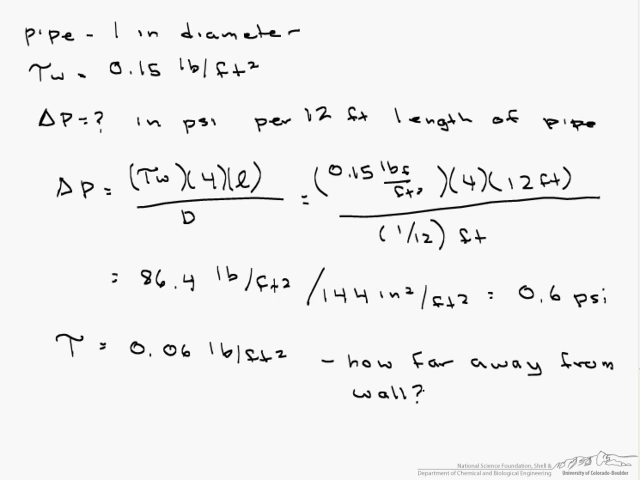 pipe - 1 in diameter -
τw = 0.15 lb/ft2
ΔP = ? in psi per 12 ft length of pipe
ΔP = (τw)(4)(l) / D = (0.15 lbf/ft2)(4)(12 ft) / (1/12) ft
= 86.4 lb/ft2 / 144 in2/ft2 = 0.6 psi
τ = 0.06 lb/ft2 - how far away from
wall?
National Science Foundation, Shell &
Department of Chemical and Biological Engineering
University of Colorado-Boulder